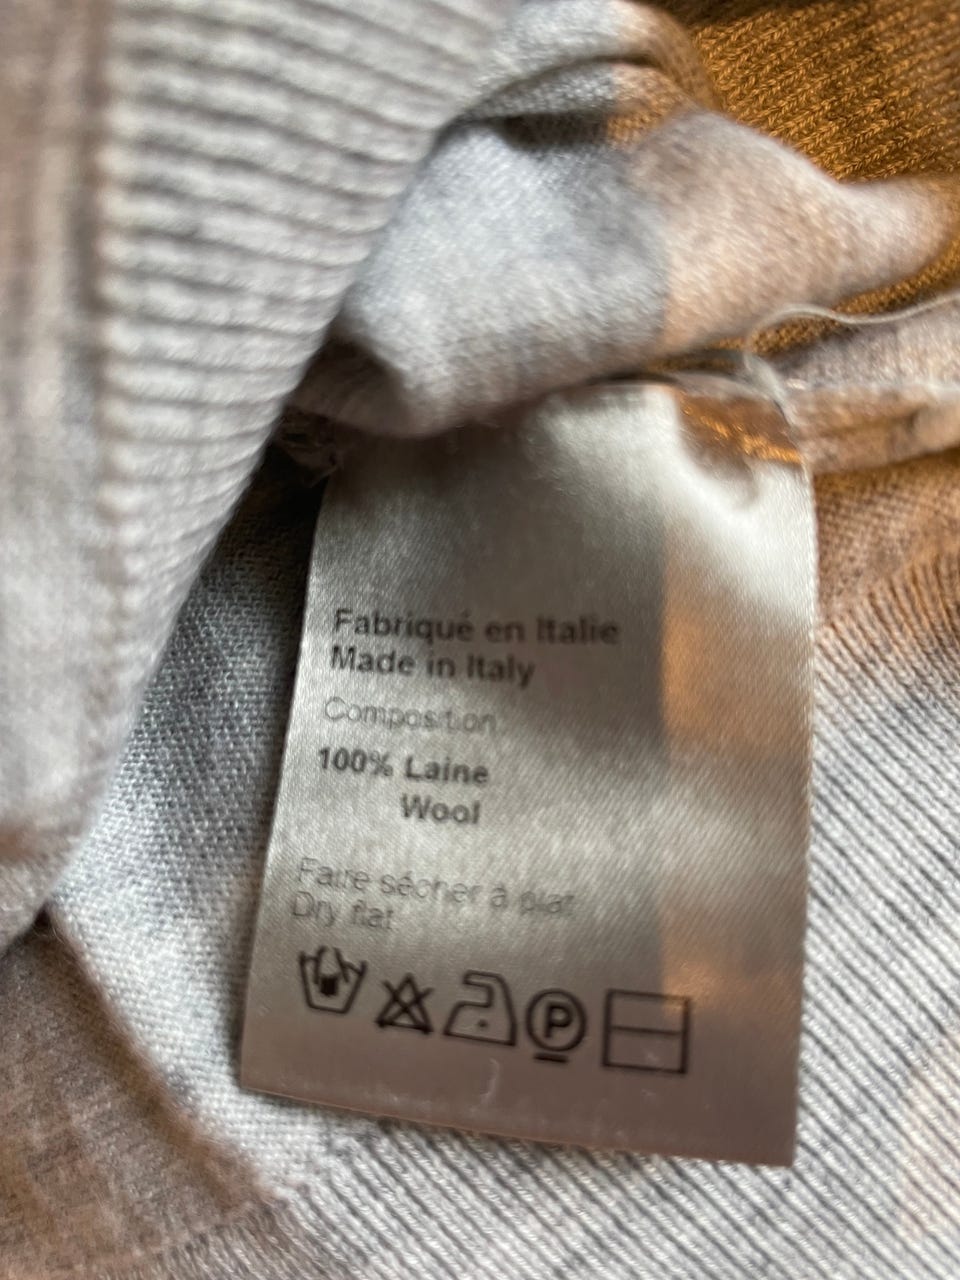 Fabriqué en Italie
Made in Italy
Composition
100% Laine
Wool
Faire sécher à plat
Dry flat
P